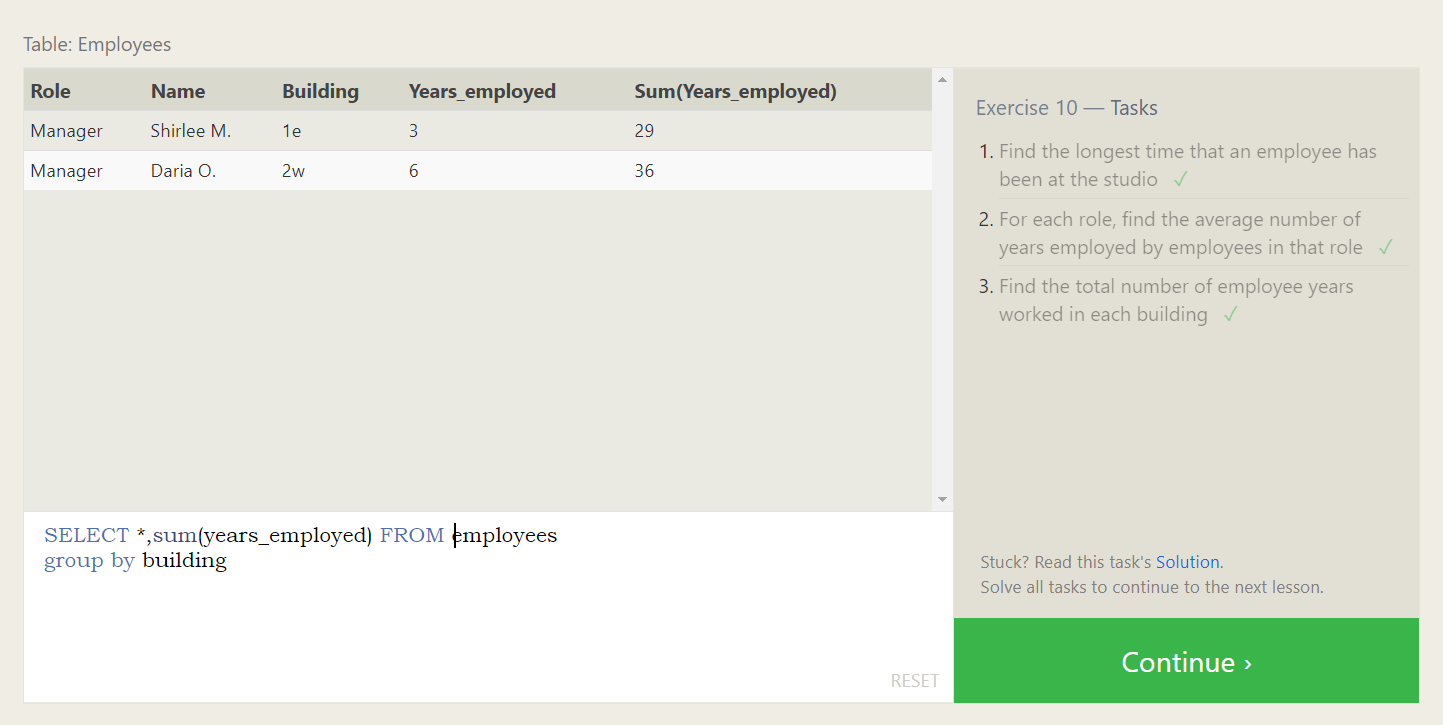 Table: Employees
Role Name Building Years_employed Sum(Years_employed)
Manager Shirlee M. 1e 3 29
Manager Daria O. 2w 6 36
SELECT *,sum(years_employed) FROM employees
group by building
RESET
Exercise 10 — Tasks
1. Find the longest time that an employee has
been at the studio ✓
2. For each role, find the average number of
years employed by employees in that role ✓
3. Find the total number of employee years
worked in each building ✓
Stuck? Read this task's Solution.
Solve all tasks to continue to the next lesson.
Continue ›